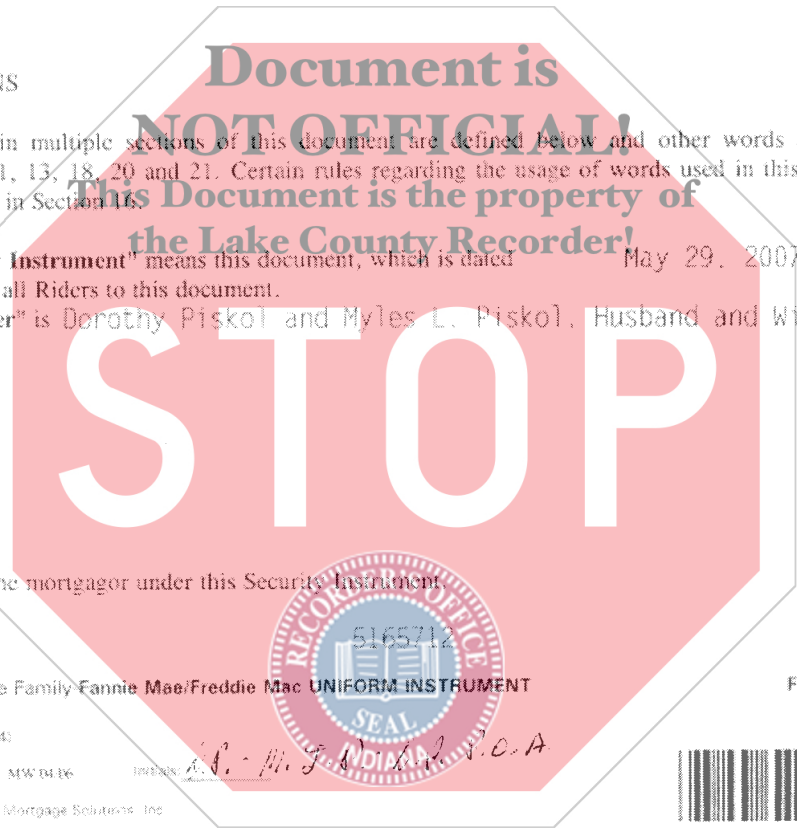 Document is
NOT OFFICIAL!
This Document is the property of
the Lake County Recorder!
NS
in multiple sections of this document are defined below and other words
1, 13, 18, 20 and 21. Certain rules regarding the usage of words used in this
in Section 16.
Instrument" means this document, which is dated May 29, 2007
all Riders to this document.
er" is Dorothy Piskol and Myles L. Piskol, Husband and Wi
STOP
he mortgagor under this Security Instrument.
RECORDER'S OFFICE
5165712
SEAL
INDIANA
e Family-Fannie Mae/Freddie Mac UNIFORM INSTRUMENT F
MW 04.06 Initials: P.O.A.
Mortgage Solutions, Inc.